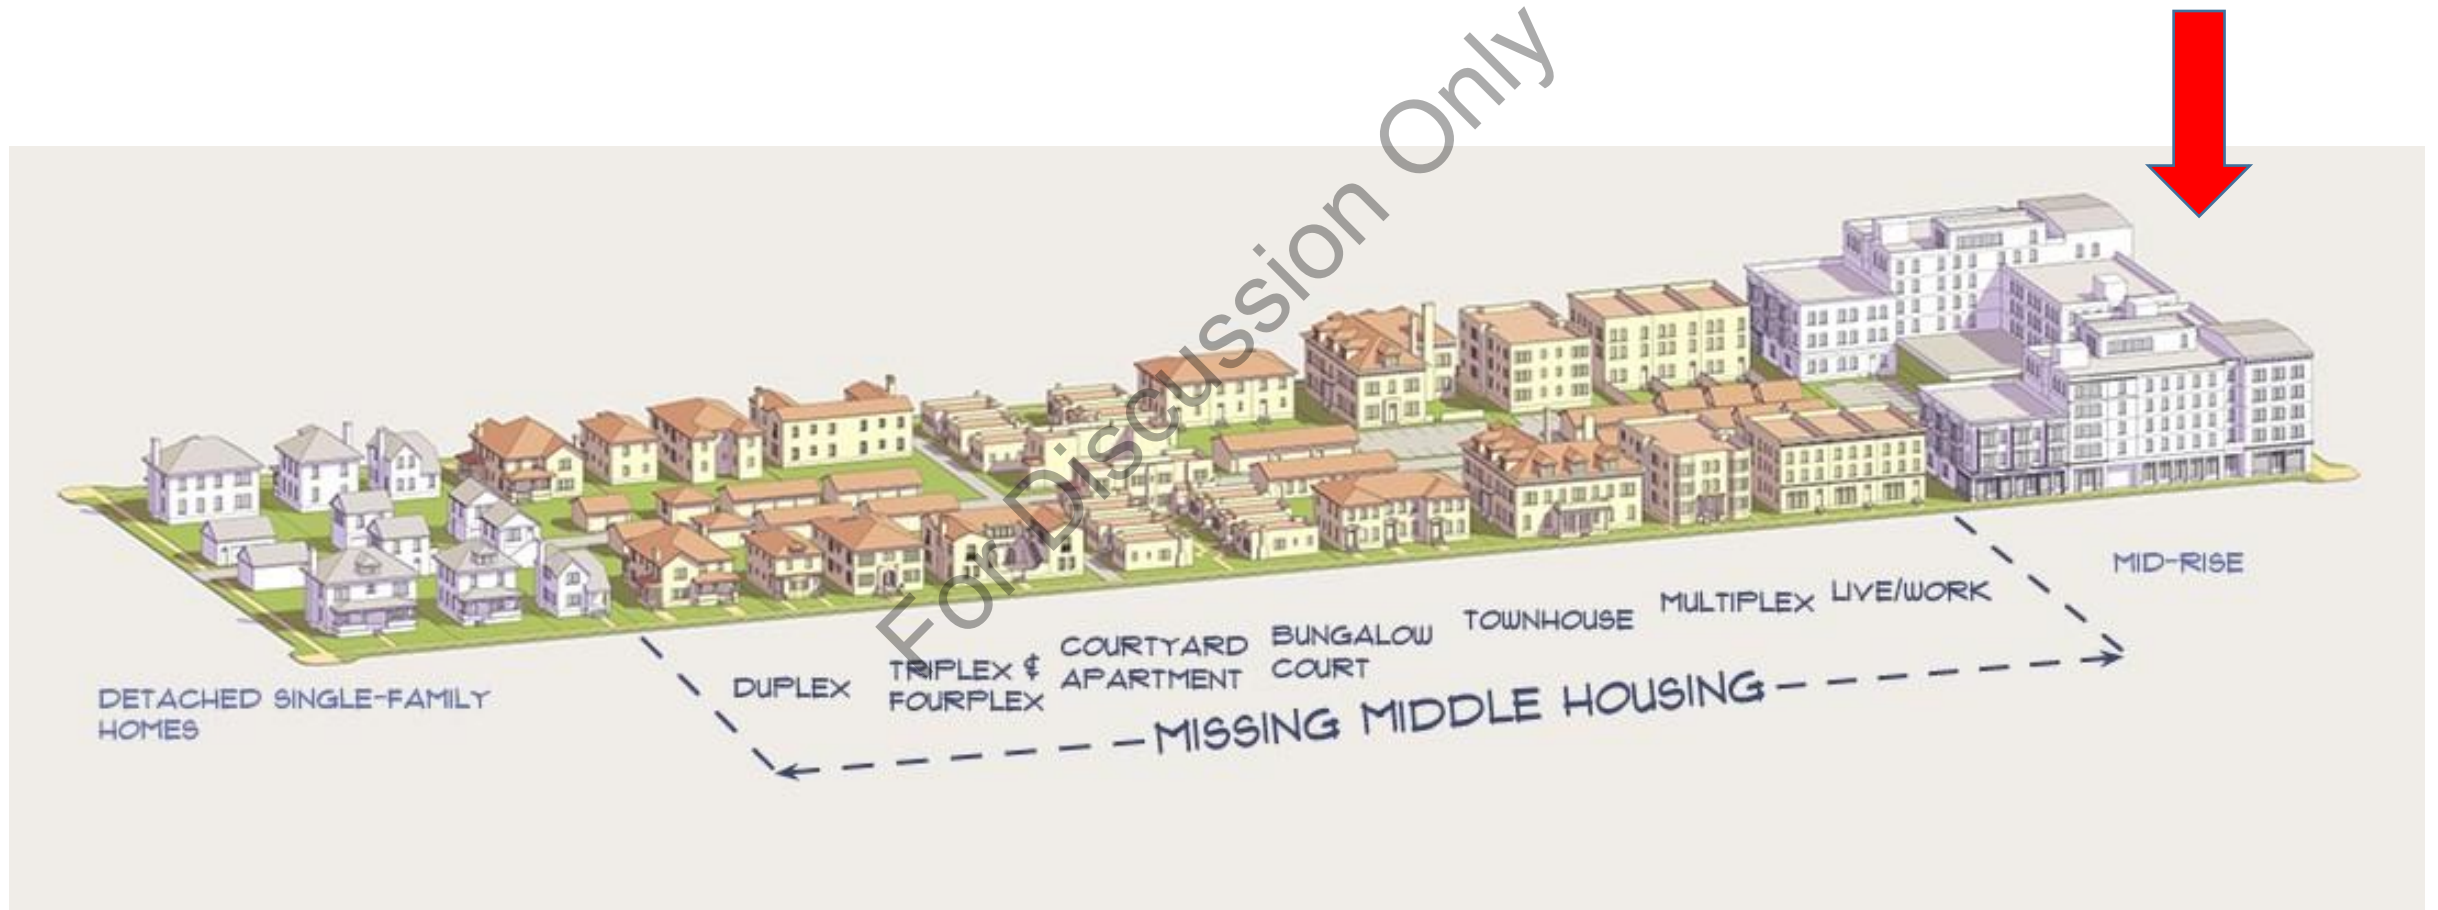 For Discussion Only
DETACHED SINGLE-FAMILY
HOMES
DUPLEX
TRIPLEX &
FOURPLEX
COURTYARD
APARTMENT
BUNGALOW
COURT
TOWNHOUSE
MULTIPLEX
LIVE/WORK
MID-RISE
MISSING MIDDLE HOUSING